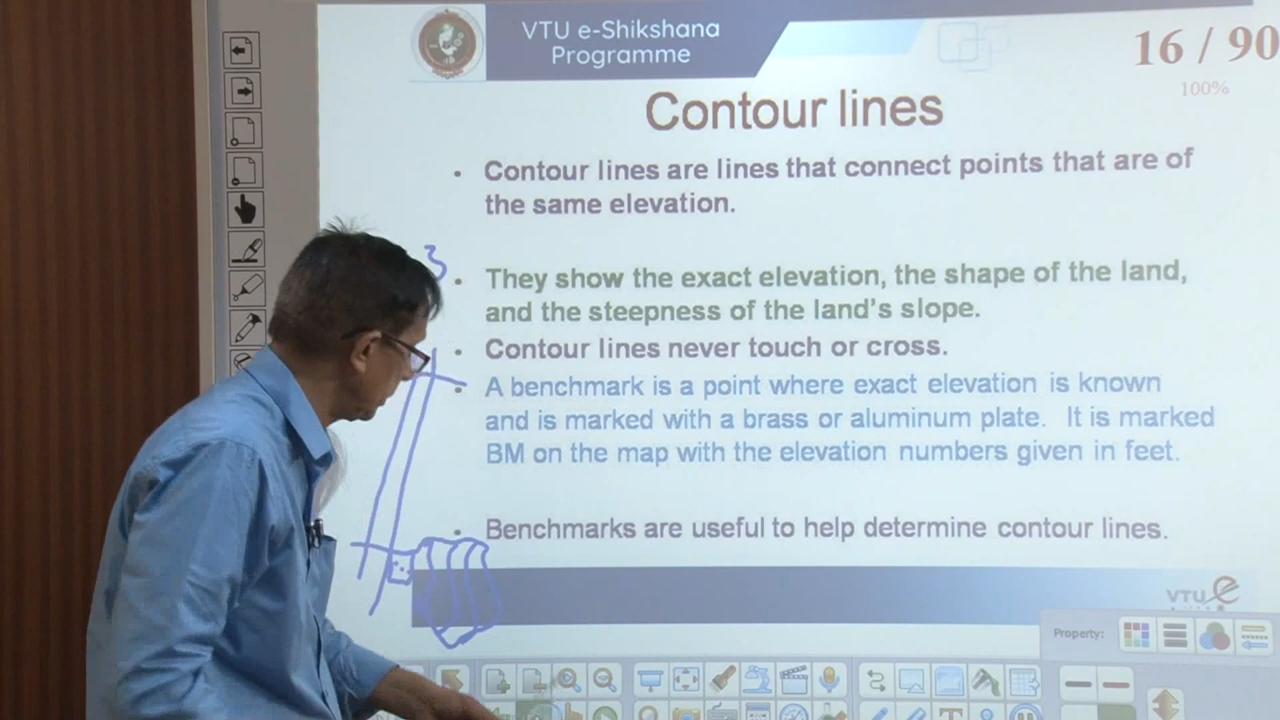 VTU e-Shikshana
Programme
16 / 90
100%
Contour lines
• Contour lines are lines that connect points that are of
the same elevation.
3
• They show the exact elevation, the shape of the land,
and the steepness of the land's slope.
• Contour lines never touch or cross.
• A benchmark is a point where exact elevation is known
and is marked with a brass or aluminum plate. It is marked
BM on the map with the elevation numbers given in feet.
• Benchmarks are useful to help determine contour lines.
VTU e
Property: